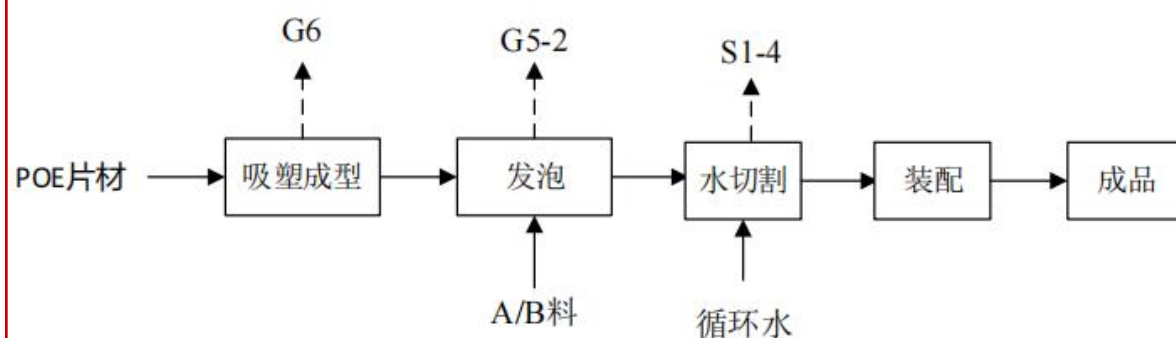 G6
G5-2
S1-4
POE片材
吸塑成型
发泡
水切割
装配
成品
A/B料
循环水